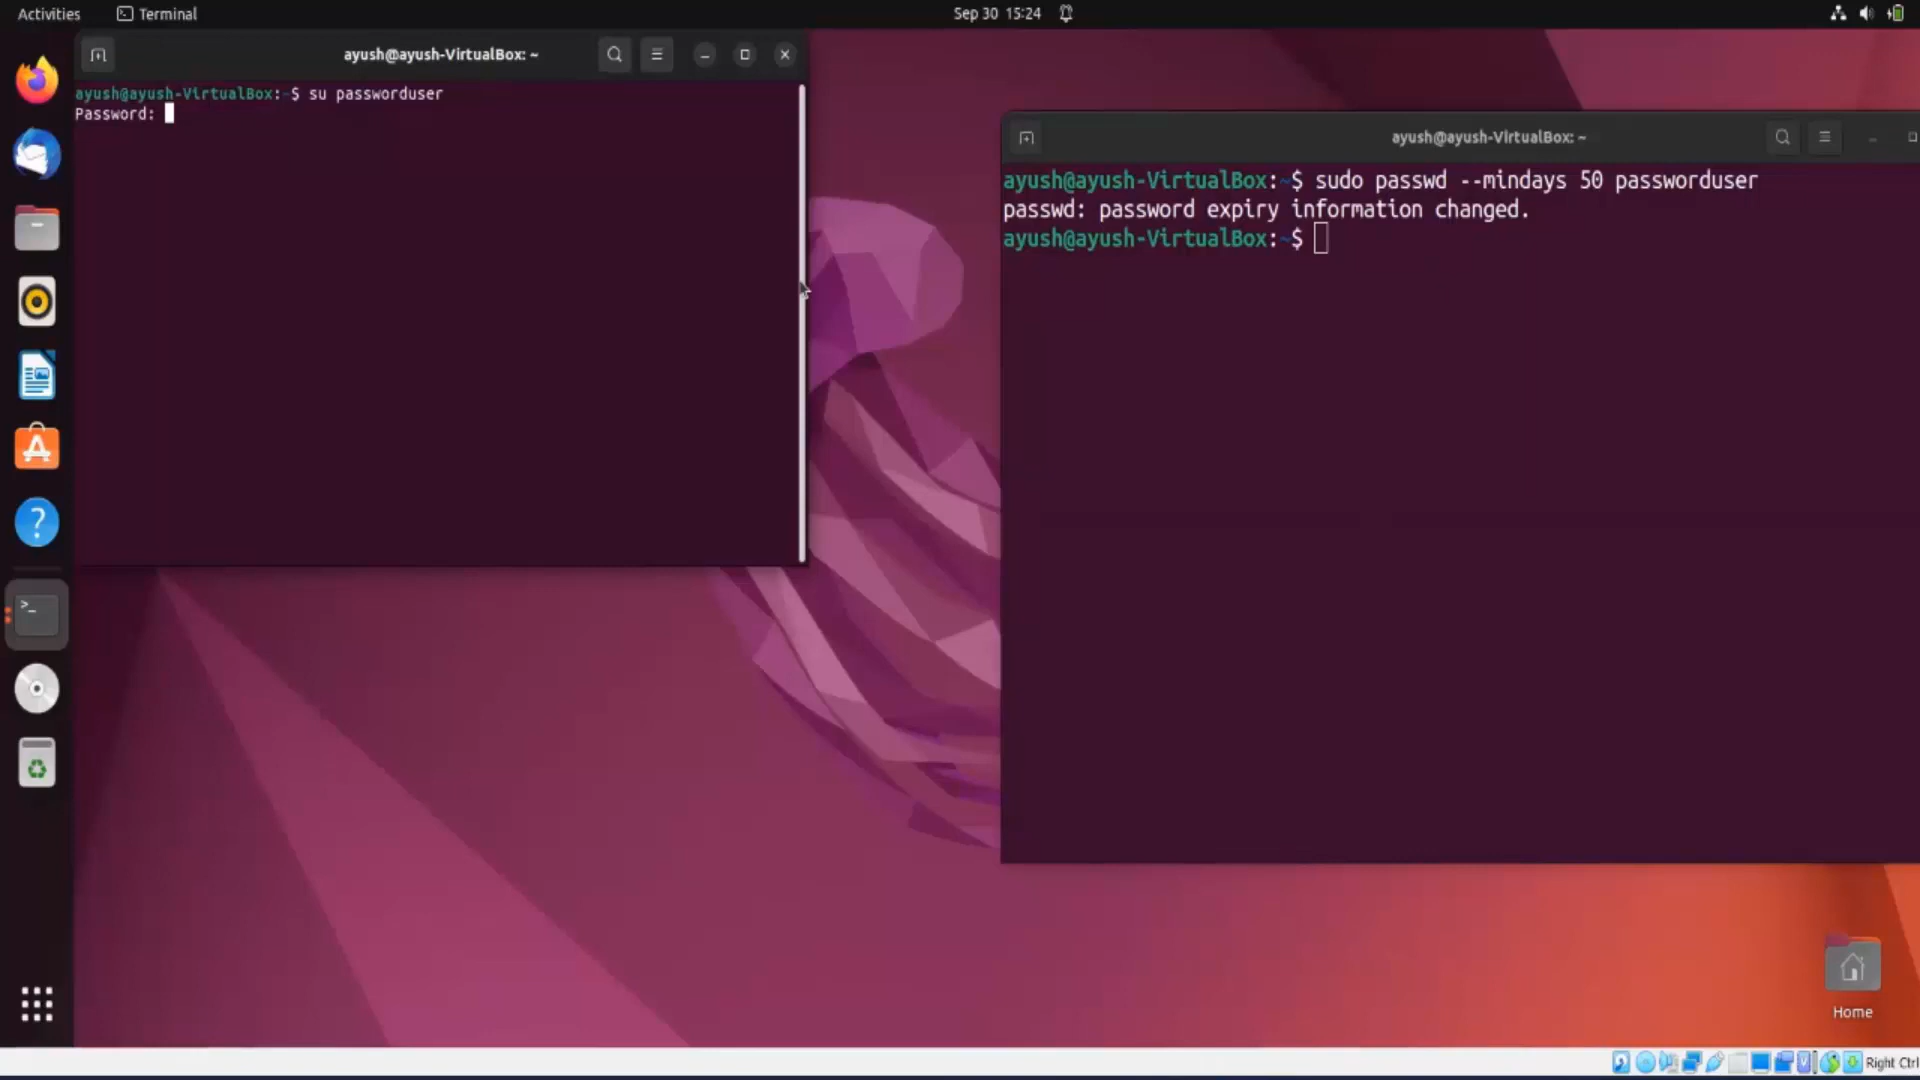 Activities
Terminal
Sep 30 15:24
ayush@ayush-VirtualBox: ~
ayush@ayush-VirtualBox:~$ su passworduser
Password:
ayush@ayush-VirtualBox: ~
ayush@ayush-VirtualBox:~$ sudo passwd --mindays 50 passworduser
passwd: password expiry information changed.
ayush@ayush-VirtualBox:~$
Home
Right Ctrl